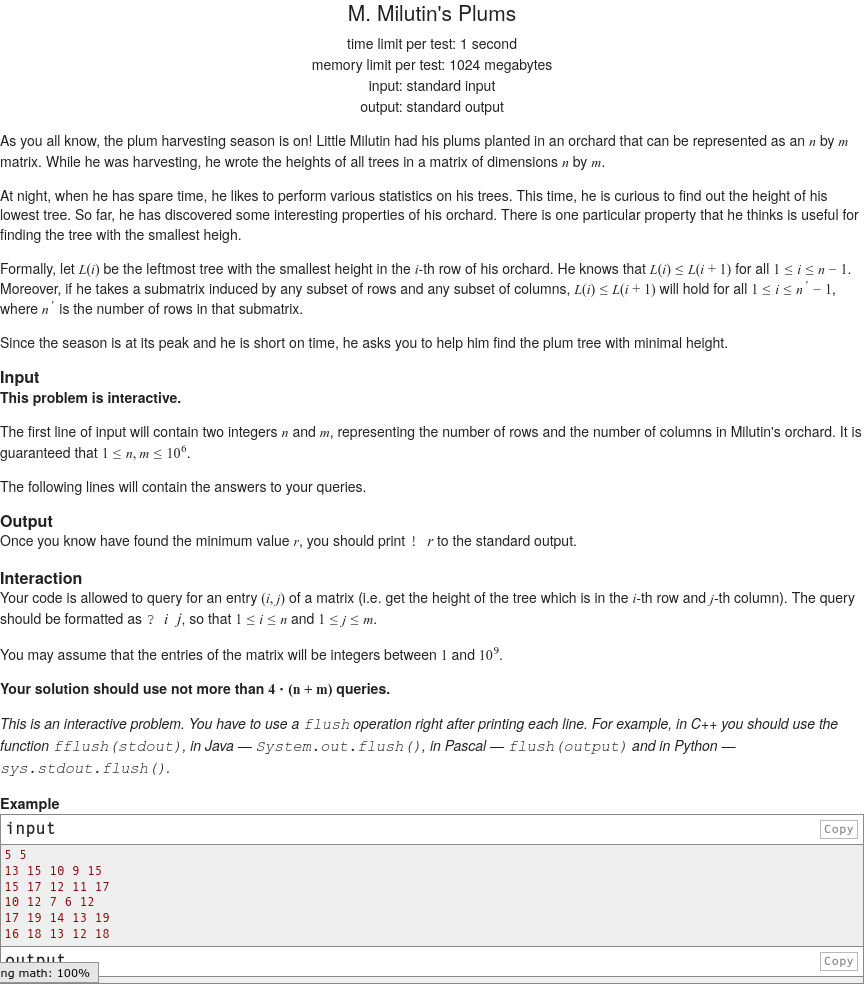 M. Milutin's Plums
time limit per test: 1 second
memory limit per test: 1024 megabytes
input: standard input
output: standard output
As you all know, the plum harvesting season is on! Little Milutin had his plums planted in an orchard that can be represented as an n by m
matrix. While he was harvesting, he wrote the heights of all trees in a matrix of dimensions n by m.
At night, when he has spare time, he likes to perform various statistics on his trees. This time, he is curious to find out the height of his
lowest tree. So far, he has discovered some interesting properties of his orchard. There is one particular property that he thinks is useful for
finding the tree with the smallest heigh.
Formally, let L(i) be the leftmost tree with the smallest height in the i-th row of his orchard. He knows that L(i) ≤ L(i + 1) for all 1 ≤ i ≤ n − 1.
Moreover, if he takes a submatrix induced by any subset of rows and any subset of columns, L(i) ≤ L(i + 1) will hold for all 1 ≤ i ≤ n′ − 1,
where n′ is the number of rows in that submatrix.
Since the season is at its peak and he is short on time, he asks you to help him find the plum tree with minimal height.
Input
This problem is interactive.
The first line of input will contain two integers n and m, representing the number of rows and the number of columns in Milutin's orchard. It is
guaranteed that 1 ≤ n, m ≤ 10⁶.
The following lines will contain the answers to your queries.
Output
Once you know have found the minimum value r, you should print ! r to the standard output.
Interaction
Your code is allowed to query for an entry (i, j) of a matrix (i.e. get the height of the tree which is in the i-th row and j-th column). The query
should be formatted as ? i j, so that 1 ≤ i ≤ n and 1 ≤ j ≤ m.
You may assume that the entries of the matrix will be integers between 1 and 10⁹.
Your solution should use not more than 4 · (n + m) queries.
This is an interactive problem. You have to use a flush operation right after printing each line. For example, in C++ you should use the
function fflush(stdout), in Java — System.out.flush(), in Pascal — flush(output) and in Python —
sys.stdout.flush().
Example
input Copy
5 5
13 15 10 9 15
15 17 12 11 17
10 12 7 6 12
17 19 14 13 19
16 18 13 12 18
output Copy
ng math: 100%